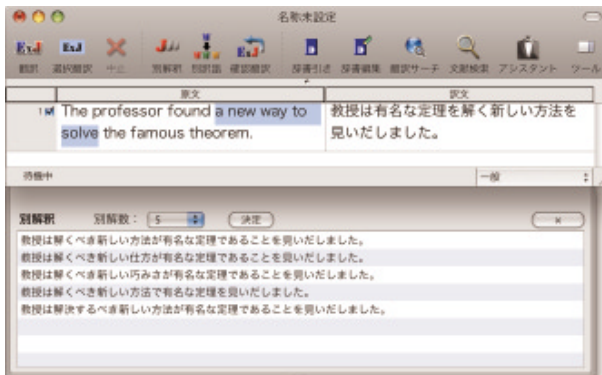 名称未設定
翻訳 選択翻訳 中止 別解釈 別訳語 確認翻訳 辞書引き 辞書編集 翻訳サーチ 文献検索 アシスタント ツール
原文 訳文
1 The professor found a new way to 教授は有名な定理を解く新しい方法を
solve the famous theorem. 見いだしました。
待機中 一般
別解釈 別解釈数： 5 決定
教授は解くべき新しい方法が有名な定理であることを見いだしました。
教授は解くべき新しい仕方が有名な定理であることを見いだしました。
教授は解くべき新しい巧みさが有名な定理であることを見いだしました。
教授は解くべき新しい方法で有名な定理を見いだしました。
教授は解決するべき新しい方法が有名な定理であることを見いだしました。